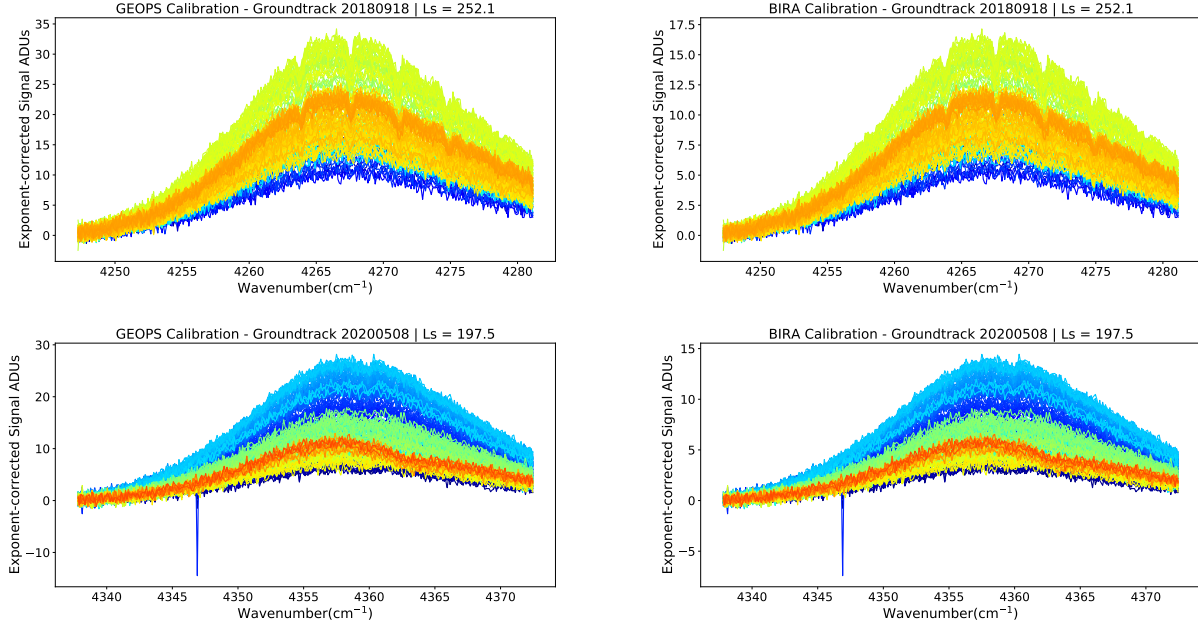 GEOPS Calibration - Groundtrack 20180918 | Ls = 252.1
Exponent-corrected Signal ADUs
35
30
25
20
15
10
5
0
4250 4255 4260 4265 4270 4275 4280
Wavenumber(cm⁻¹)
BIRA Calibration - Groundtrack 20180918 | Ls = 252.1
Exponent-corrected Signal ADUs
17.5
15.0
12.5
10.0
7.5
5.0
2.5
0.0
4250 4255 4260 4265 4270 4275 4280
Wavenumber(cm⁻¹)
GEOPS Calibration - Groundtrack 20200508 | Ls = 197.5
Exponent-corrected Signal ADUs
30
20
10
0
−10
4340 4345 4350 4355 4360 4365 4370
Wavenumber(cm⁻¹)
BIRA Calibration - Groundtrack 20200508 | Ls = 197.5
Exponent-corrected Signal ADUs
15
10
5
0
−5
4340 4345 4350 4355 4360 4365 4370
Wavenumber(cm⁻¹)